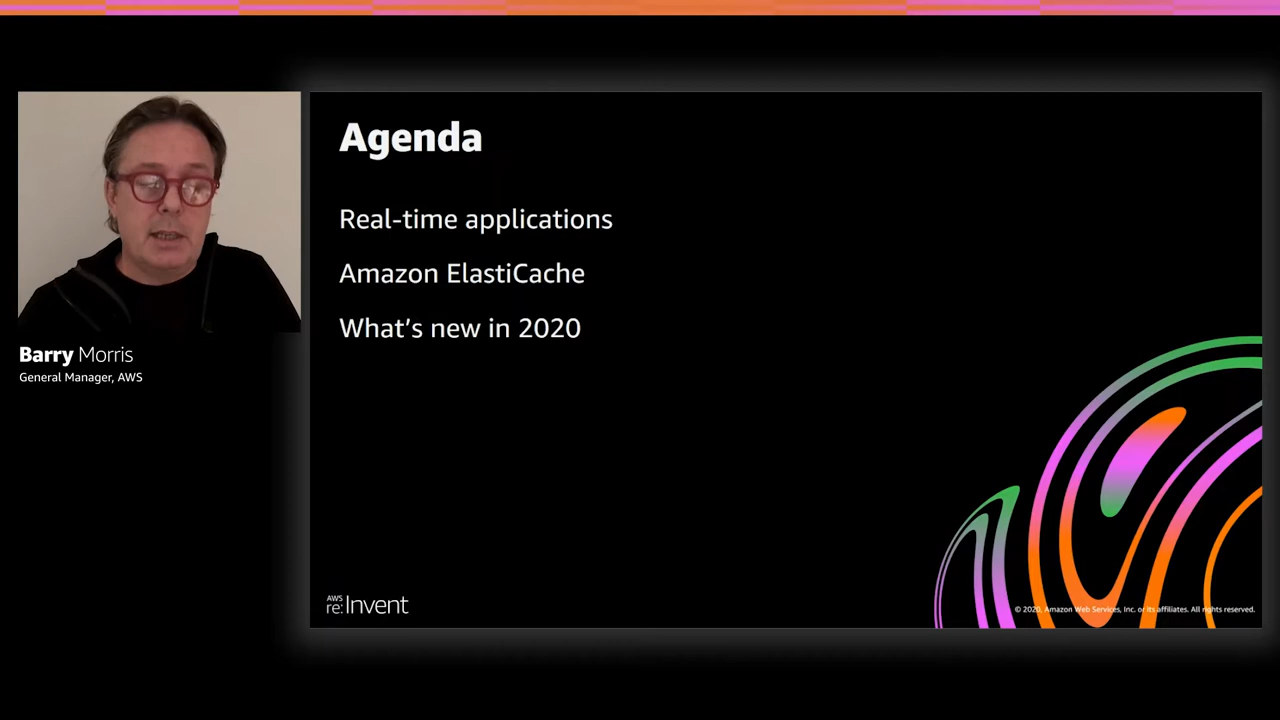 Agenda
Real-time applications
Amazon ElastiCache
What's new in 2020
Barry Morris
General Manager, AWS
AWS
re:Invent
© 2020, Amazon Web Services, Inc. or its affiliates. All rights reserved.